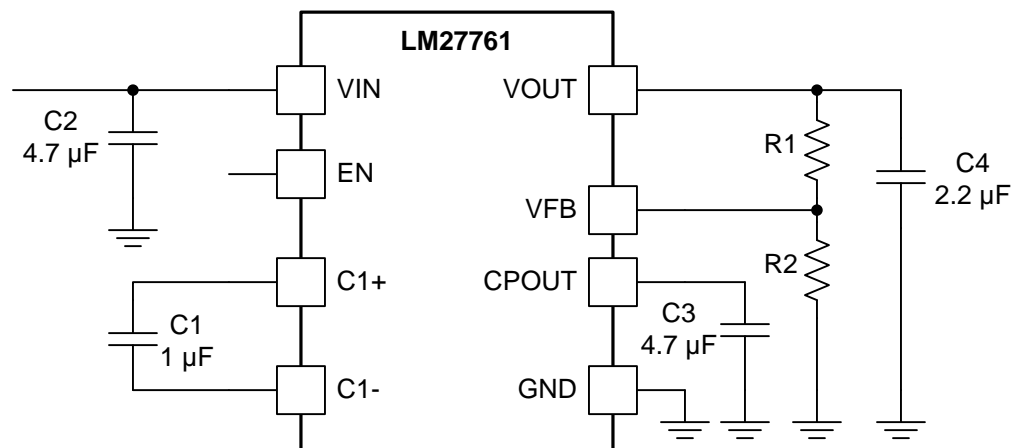 LM27761
VIN
VOUT
C2
4.7 µF
R1
EN
C4
2.2 µF
VFB
R2
C1+
CPOUT
C1
1 µF
C3
4.7 µF
C1-
GND